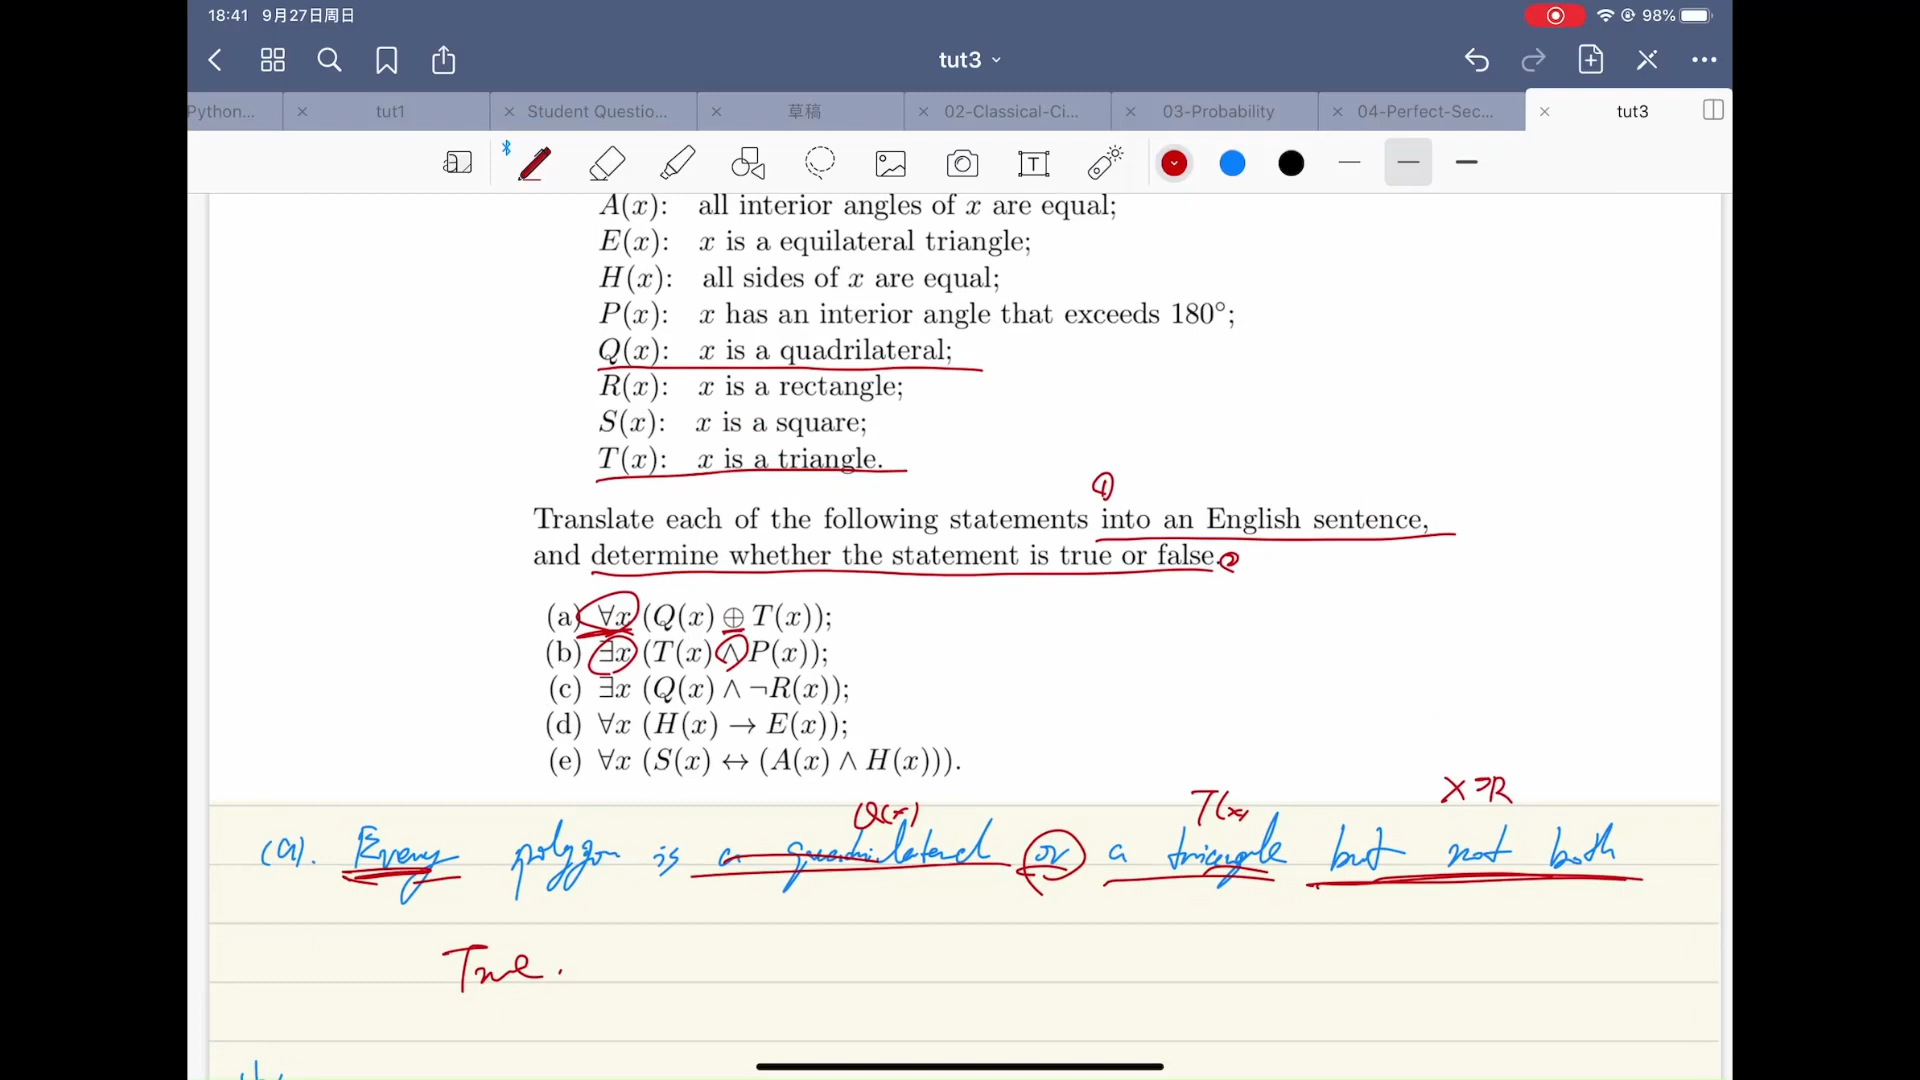 18:41 9月27日周日 98%
tut3
Python... tut1 Student Questio... 草稿 02-Classical-Ci... 03-Probability 04-Perfect-Sec... tut3
A(x): all interior angles of x are equal;
E(x): x is a equilateral triangle;
H(x): all sides of x are equal;
P(x): x has an interior angle that exceeds 180°;
Q(x): x is a quadrilateral;
R(x): x is a rectangle;
S(x): x is a square;
T(x): x is a triangle.
①
Translate each of the following statements into an English sentence,
and determine whether the statement is true or false.②
(a) ∀x (Q(x) ⊕ T(x));
(b) ∃x (T(x) ∧ P(x));
(c) ∃x (Q(x) ∧ ¬R(x));
(d) ∀x (H(x) → E(x));
(e) ∀x (S(x) ↔ (A(x) ∧ H(x))).
Q(x) T(x)
(a). Every polygon is a quadrilateral or a triangle but not both
True.